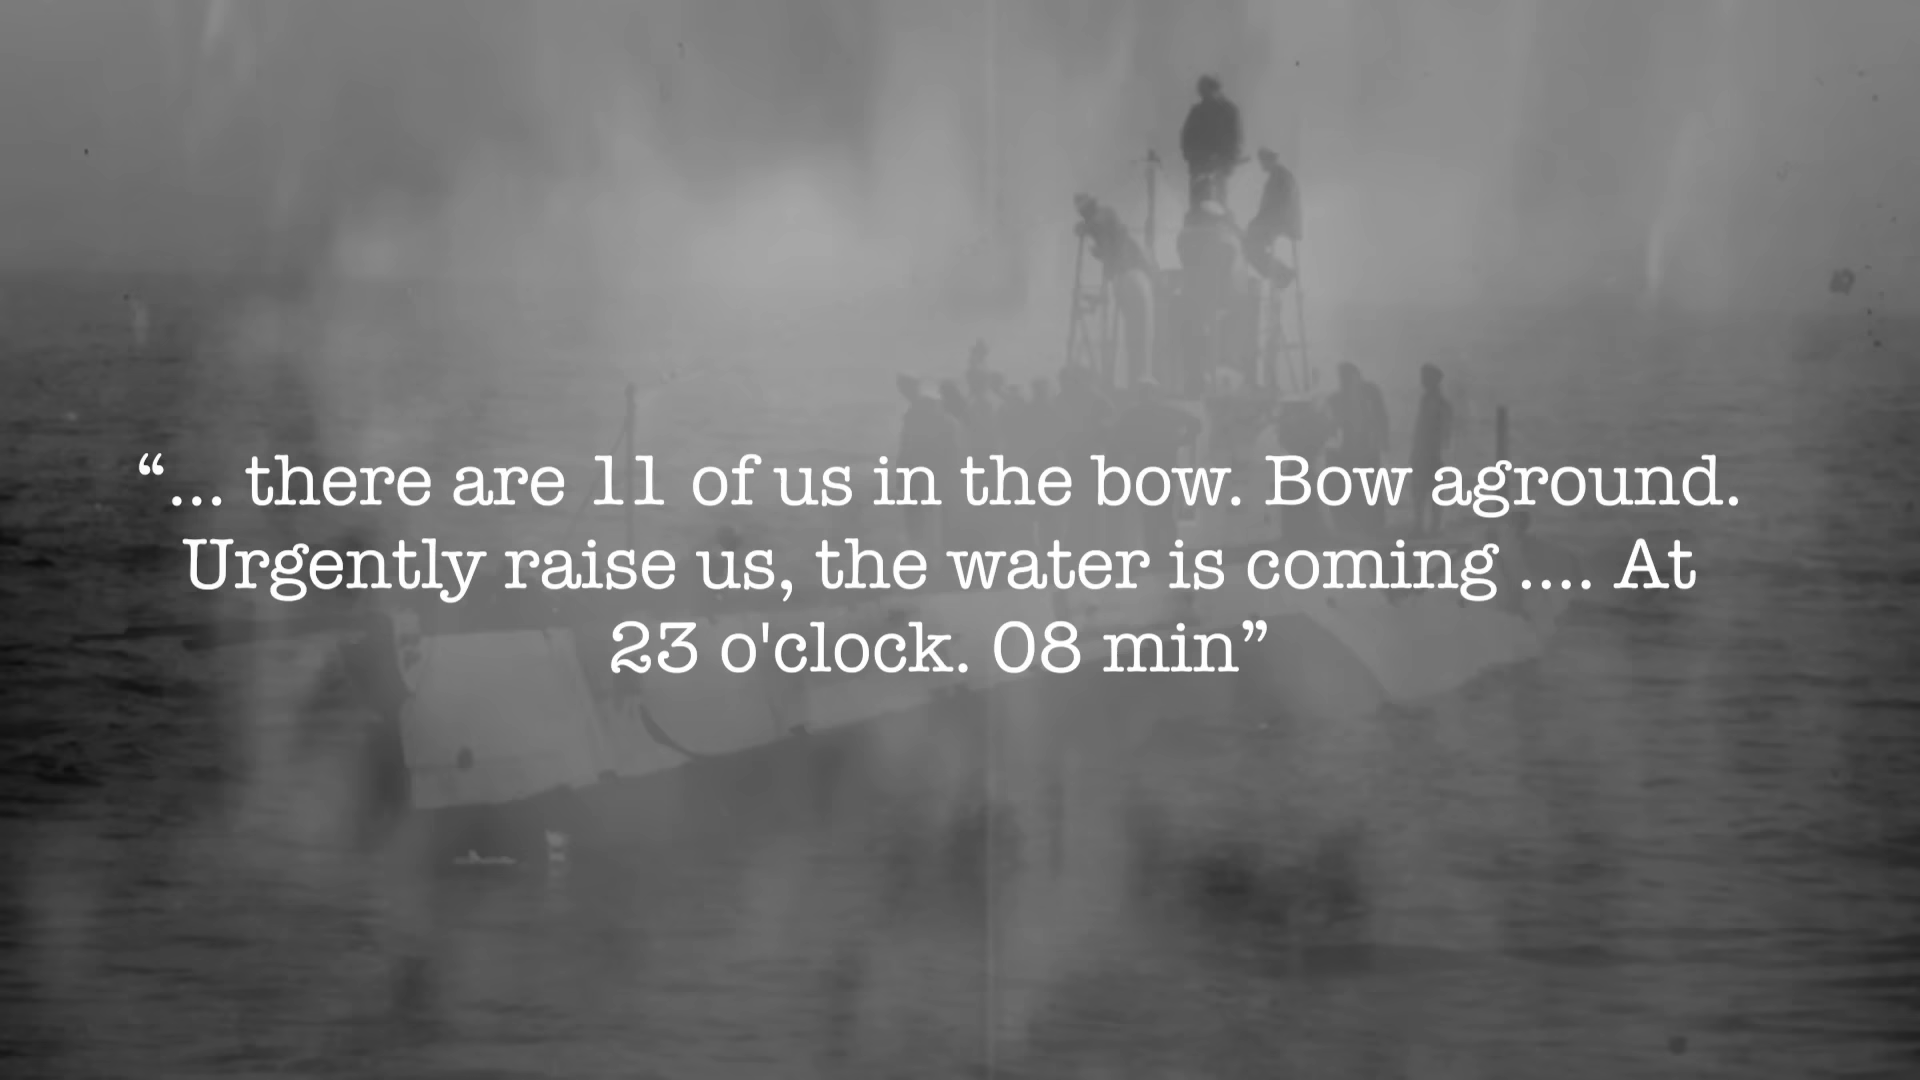 “... there are 11 of us in the bow. Bow aground.
Urgently raise us, the water is coming .... At
23 o'clock. 08 min”